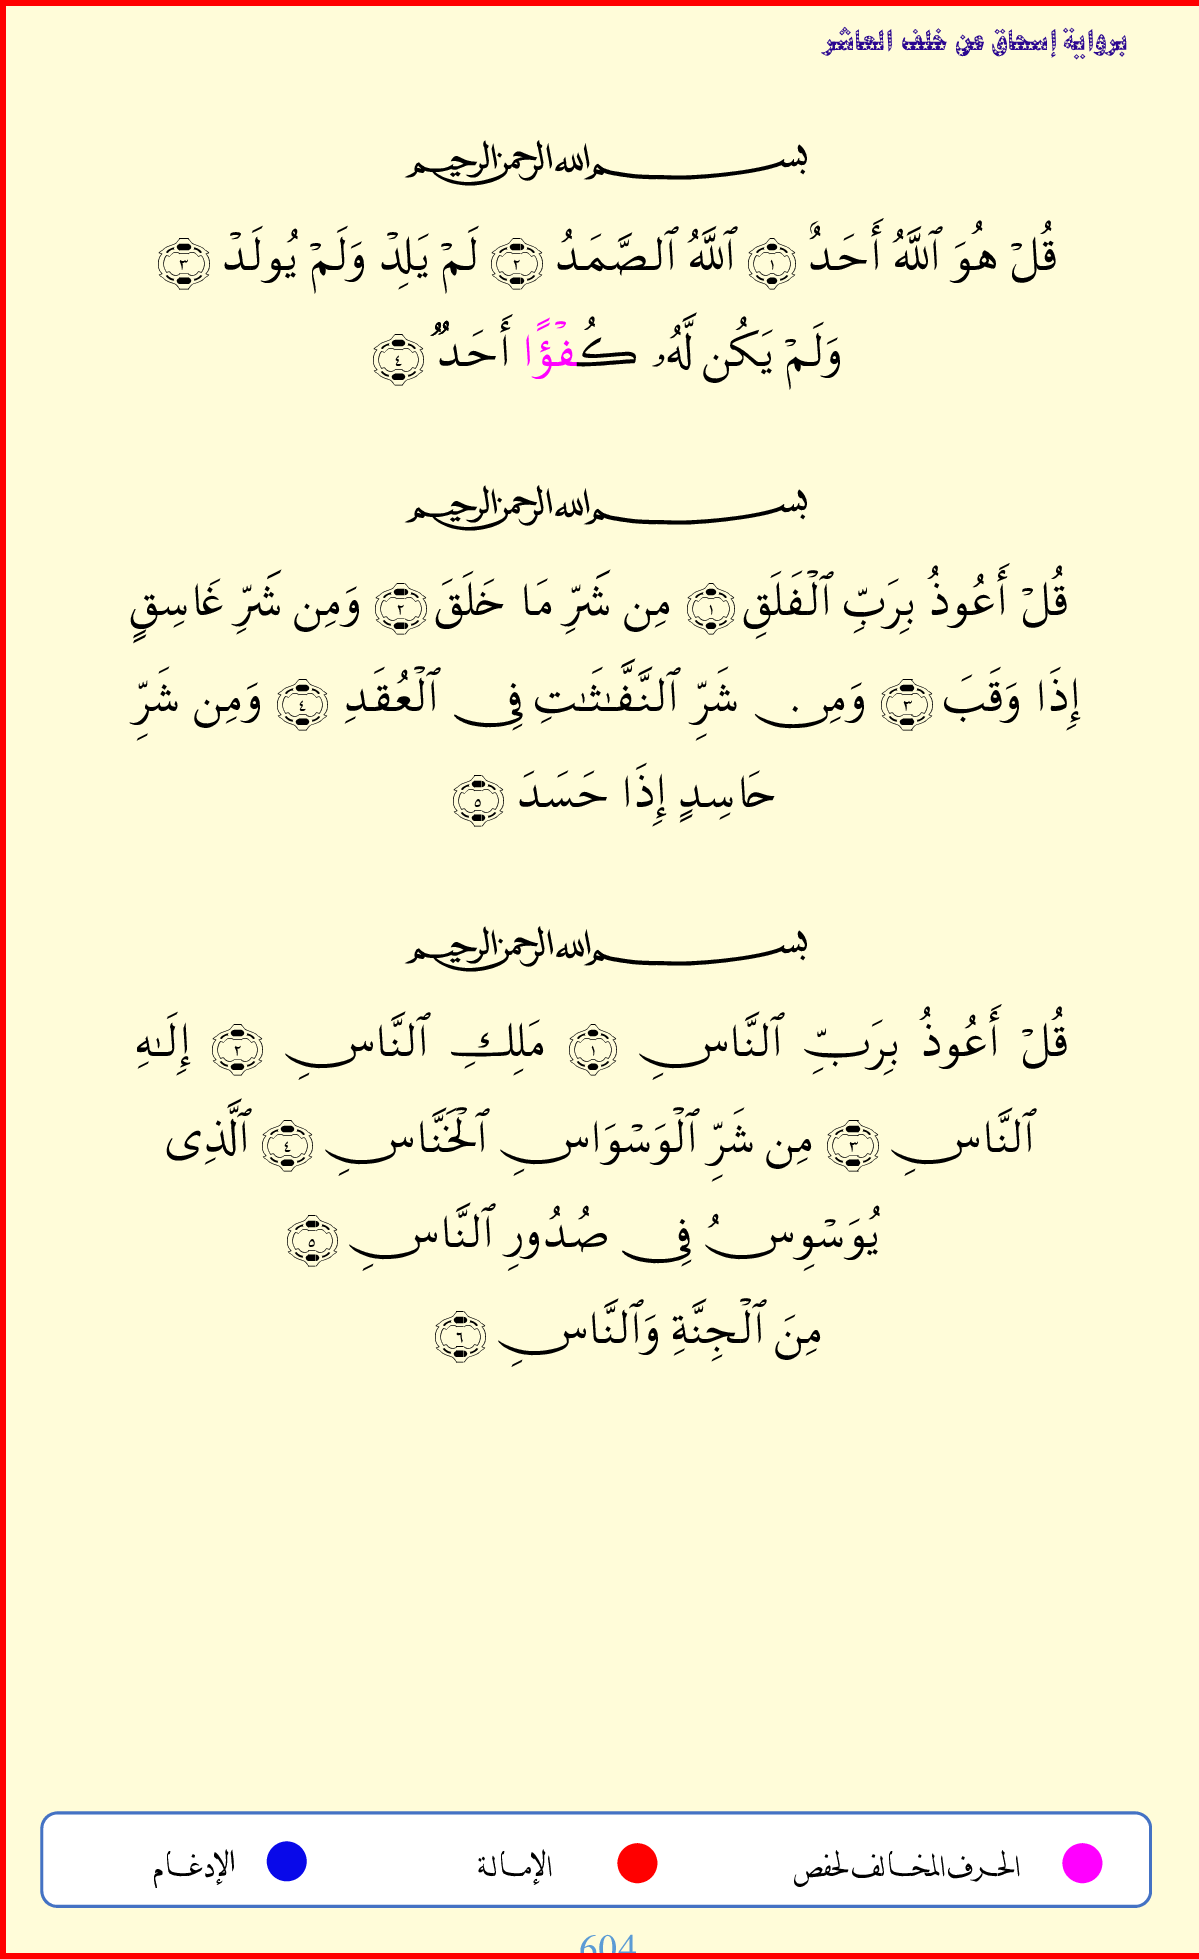 برواية إسحاق عن خلف العاشر
بسم الله الرحمن الرحيم
قُلۡ هُوَ ٱللَّهُ أَحَدٌ ١ ٱللَّهُ ٱلصَّمَدُ ٢ لَمۡ يَلِدۡ وَلَمۡ يُولَدۡ ٣
وَلَمۡ يَكُن لَّهُۥ كُفۡؤًا أَحَدُۢ ٤
بسم الله الرحمن الرحيم
قُلۡ أَعُوذُ بِرَبِّ ٱلۡفَلَقِ ١ مِن شَرِّ مَا خَلَقَ ٢ وَمِن شَرِّ غَاسِقٍ
إِذَا وَقَبَ ٣ وَمِن شَرِّ ٱلنَّفَّٰثَٰتِ فِي ٱلۡعُقَدِ ٤ وَمِن شَرِّ
حَاسِدٍ إِذَا حَسَدَ ٥
بسم الله الرحمن الرحيم
قُلۡ أَعُوذُ بِرَبِّ ٱلنَّاسِ ١ مَلِكِ ٱلنَّاسِ ٢ إِلَٰهِ
ٱلنَّاسِ ٣ مِن شَرِّ ٱلۡوَسۡوَاسِ ٱلۡخَنَّاسِ ٤ ٱلَّذِى
يُوَسۡوِسُ فِي صُدُورِ ٱلنَّاسِ ٥
مِنَ ٱلۡجِنَّةِ وَٱلنَّاسِ ٦
الحرف المخالف لحفص الإمالة الإدغام
604